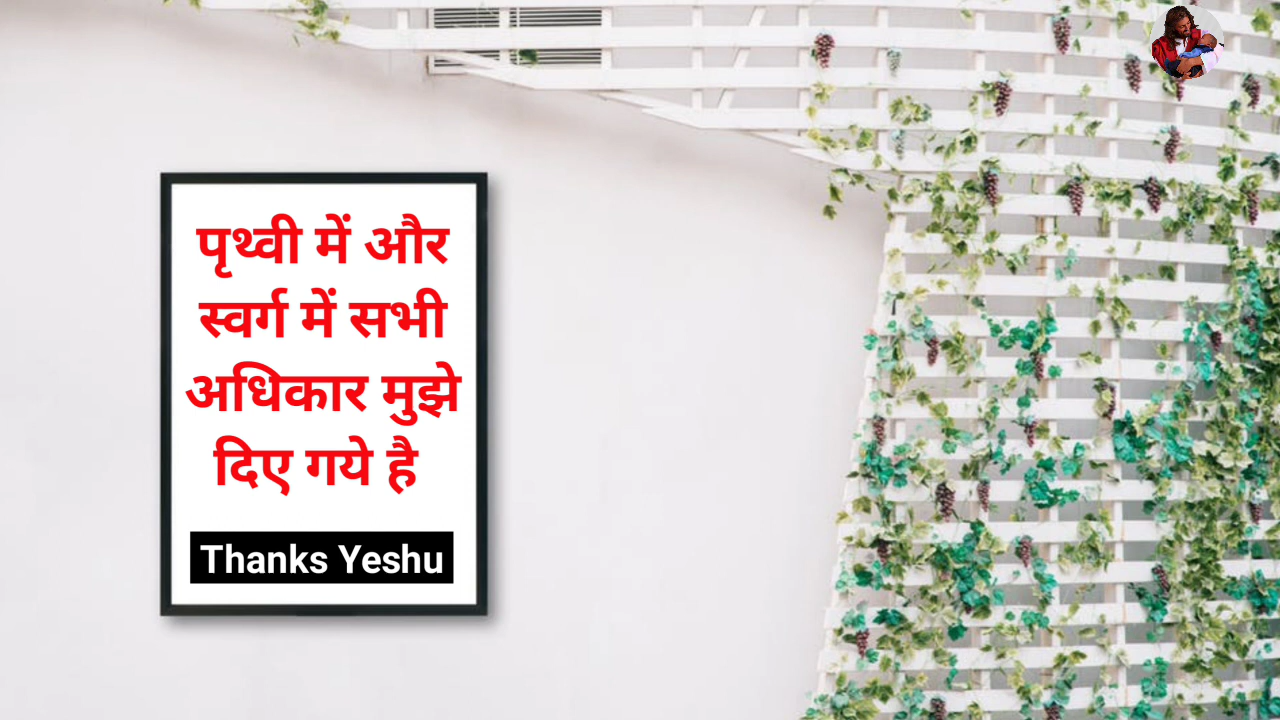 पृथ्वी में और
स्वर्ग में सभी
अधिकार मुझे
दिए गये है
Thanks Yeshu